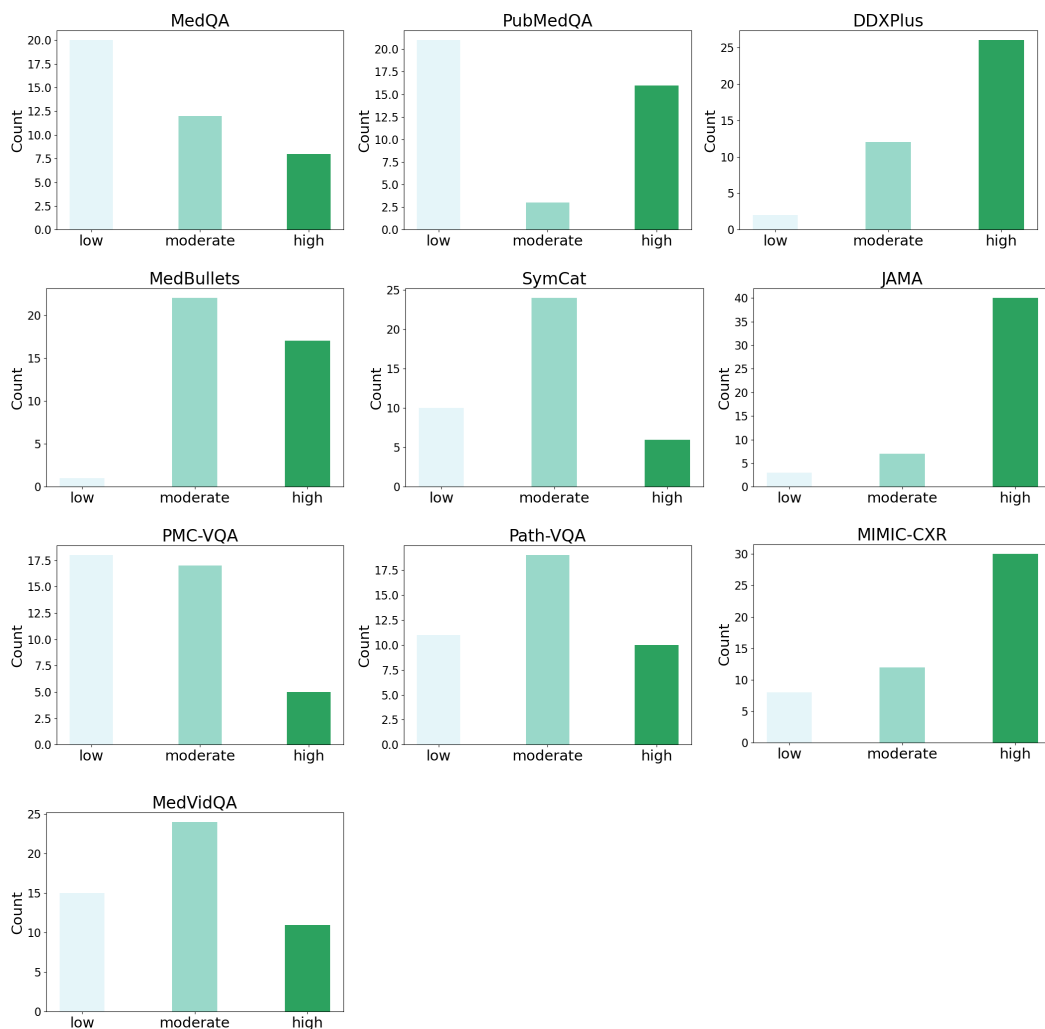 MedQA
Count
20.0
17.5
15.0
12.5
10.0
7.5
5.0
2.5
0.0
low moderate high
PubMedQA
Count
20.0
17.5
15.0
12.5
10.0
7.5
5.0
2.5
0.0
low moderate high
DDXPlus
Count
25
20
15
10
5
0
low moderate high
MedBullets
Count
20
15
10
5
0
low moderate high
SymCat
Count
25
20
15
10
5
0
low moderate high
JAMA
Count
40
35
30
25
20
15
10
5
0
low moderate high
PMC-VQA
Count
17.5
15.0
12.5
10.0
7.5
5.0
2.5
0.0
low moderate high
Path-VQA
Count
17.5
15.0
12.5
10.0
7.5
5.0
2.5
0.0
low moderate high
MIMIC-CXR
Count
30
25
20
15
10
5
0
low moderate high
MedVidQA
Count
25
20
15
10
5
0
low moderate high